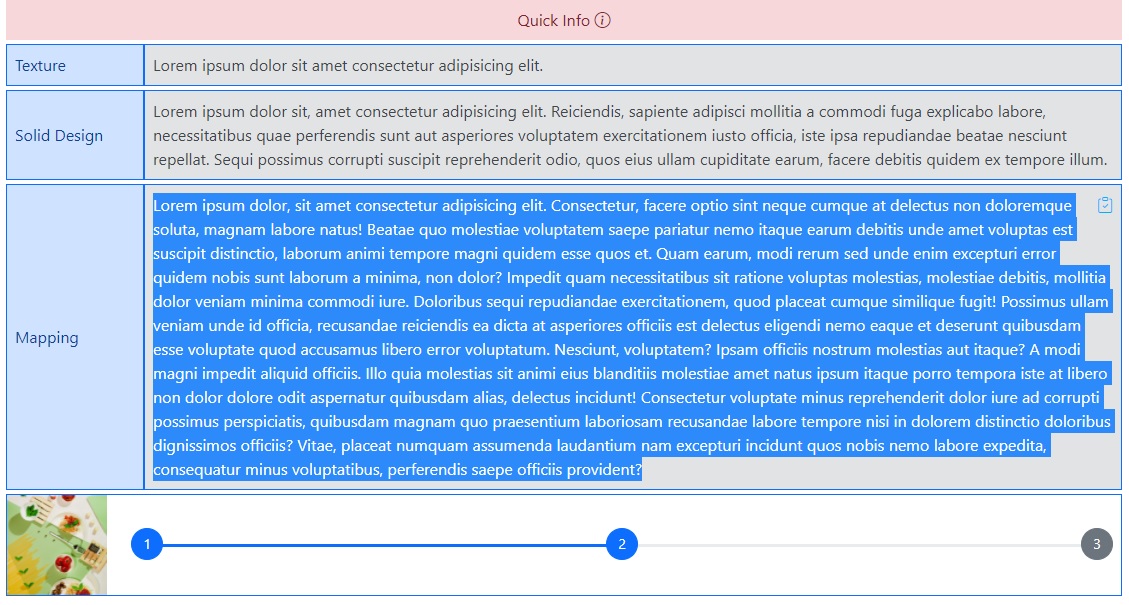 Quick Info
Texture
Lorem ipsum dolor sit amet consectetur adipisicing elit.
Solid Design
Lorem ipsum dolor sit, amet consectetur adipisicing elit. Reiciendis, sapiente adipisci mollitia a commodi fuga explicabo labore,
necessitatibus quae perferendis sunt aut asperiores voluptatem exercitationem iusto officia, iste ipsa repudiandae beatae nesciunt
repellat. Sequi possimus corrupti suscipit reprehenderit odio, quos eius ullam cupiditate earum, facere debitis quidem ex tempore illum.
Mapping
Lorem ipsum dolor, sit amet consectetur adipisicing elit. Consectetur, facere optio sint neque cumque at delectus non doloremque
soluta, magnam labore natus! Beatae quo molestiae voluptatem saepe pariatur nemo itaque earum debitis unde amet voluptas est
suscipit distinctio, laborum animi tempore magni quidem esse quos et. Quam earum, modi rerum sed unde enim excepturi error
quidem nobis sunt laborum a minima, non dolor? Impedit quam necessitatibus sit ratione voluptas molestias, molestiae debitis, mollitia
dolor veniam minima commodi iure. Doloribus sequi repudiandae exercitationem, quod placeat cumque similique fugit! Possimus ullam
veniam unde id officia, recusandae reiciendis ea dicta at asperiores officiis est delectus eligendi nemo eaque et deserunt quibusdam
esse voluptate quod accusamus libero error voluptatum. Nesciunt, voluptatem? Ipsam officiis nostrum molestias aut itaque? A modi
magni impedit aliquid officiis. Illo quia molestias sit animi eius blanditiis molestiae amet natus ipsum itaque porro tempora iste at libero
non dolor dolore odit aspernatur quibusdam alias, delectus incidunt! Consectetur voluptate minus reprehenderit dolor iure ad corrupti
possimus perspiciatis, quibusdam magnam quo praesentium laboriosam recusandae labore tempore nisi in dolorem distinctio doloribus
dignissimos officiis? Vitae, placeat numquam assumenda laudantium nam excepturi incidunt quos nobis nemo labore expedita,
consequatur minus voluptatibus, perferendis saepe officiis provident?
1 2 3